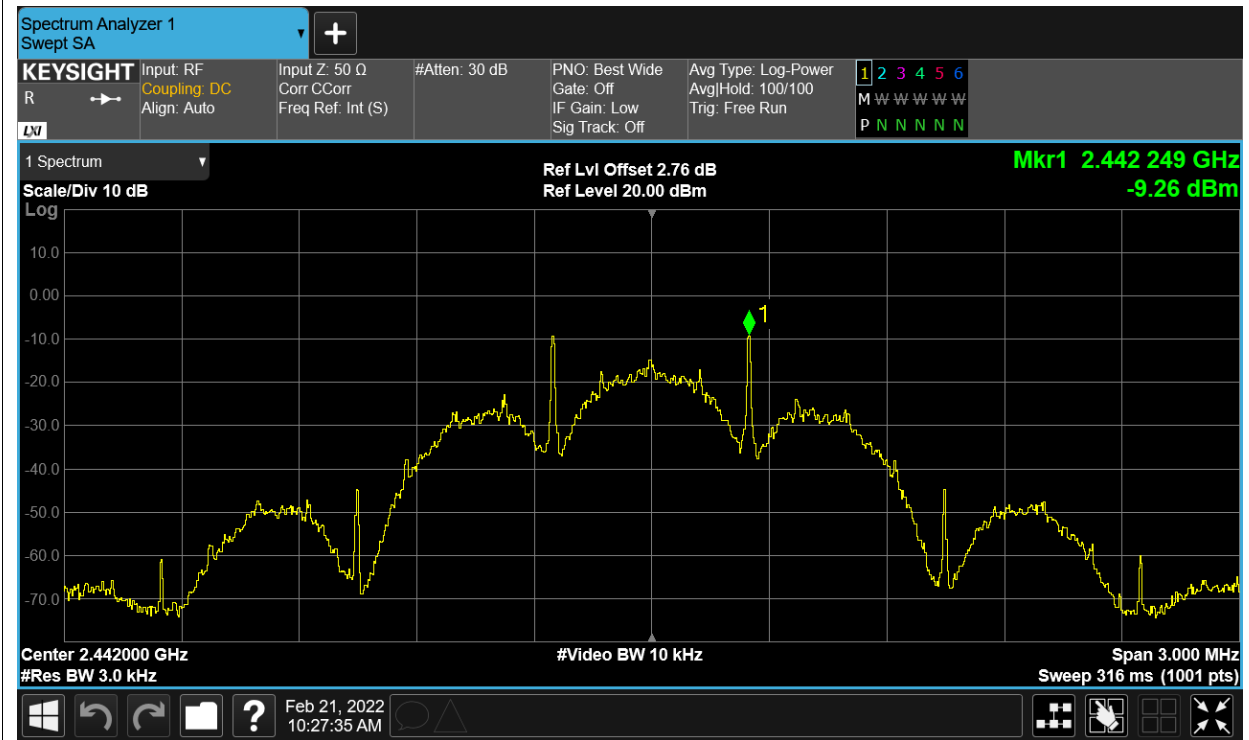 Spectrum Analyzer 1
Swept SA
KEYSIGHT
R
LXI
Input: RF
Coupling: DC
Align: Auto
Input Z: 50 Ω
Corr CCorr
Freq Ref: Int (S)
#Atten: 30 dB
PNO: Best Wide
Gate: Off
IF Gain: Low
Sig Track: Off
Avg Type: Log-Power
Avg|Hold: 100/100
Trig: Free Run
1 2 3 4 5 6
M W W W W W
P N N N N N
1 Spectrum
Scale/Div 10 dB
Log
Ref Lvl Offset 2.76 dB
Ref Level 20.00 dBm
Mkr1 2.442 249 GHz
-9.26 dBm
10.0
0.00
-10.0
-20.0
-30.0
-40.0
-50.0
-60.0
-70.0
1
Center 2.442000 GHz
#Res BW 3.0 kHz
#Video BW 10 kHz
Span 3.000 MHz
Sweep 316 ms (1001 pts)
?
Feb 21, 2022
10:27:35 AM